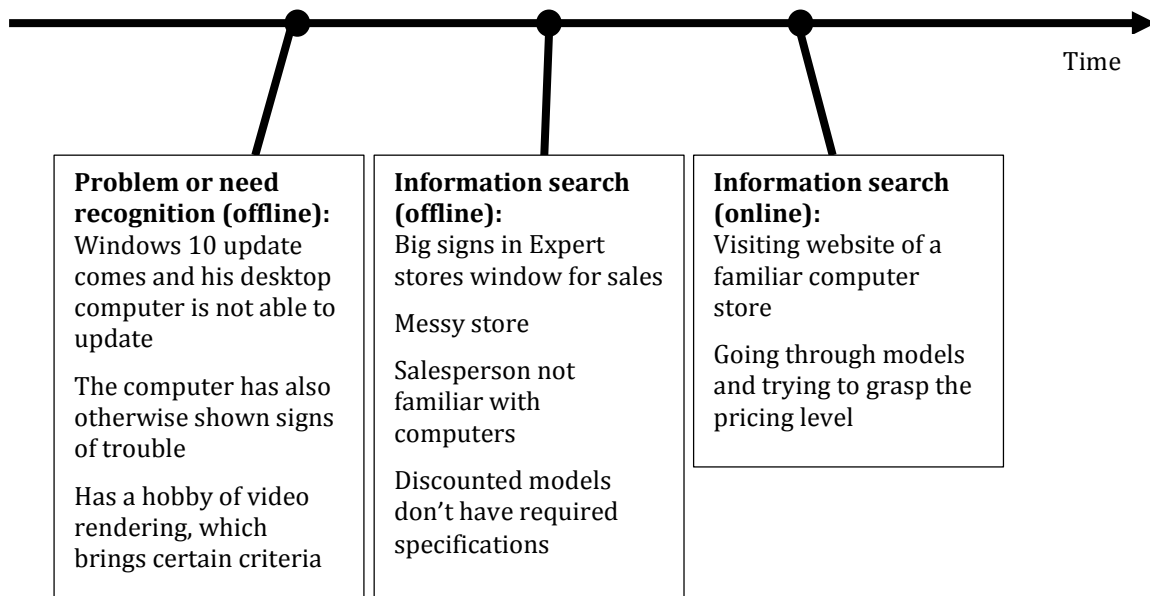 Time
Problem or need
recognition (offline):
Windows 10 update
comes and his desktop
computer is not able to
update
The computer has also
otherwise shown signs
of trouble
Has a hobby of video
rendering, which
brings certain criteria
Information search
(offline):
Big signs in Expert
stores window for sales
Messy store
Salesperson not
familiar with
computers
Discounted models
don’t have required
specifications
Information search
(online):
Visiting website of a
familiar computer
store
Going through models
and trying to grasp the
pricing level